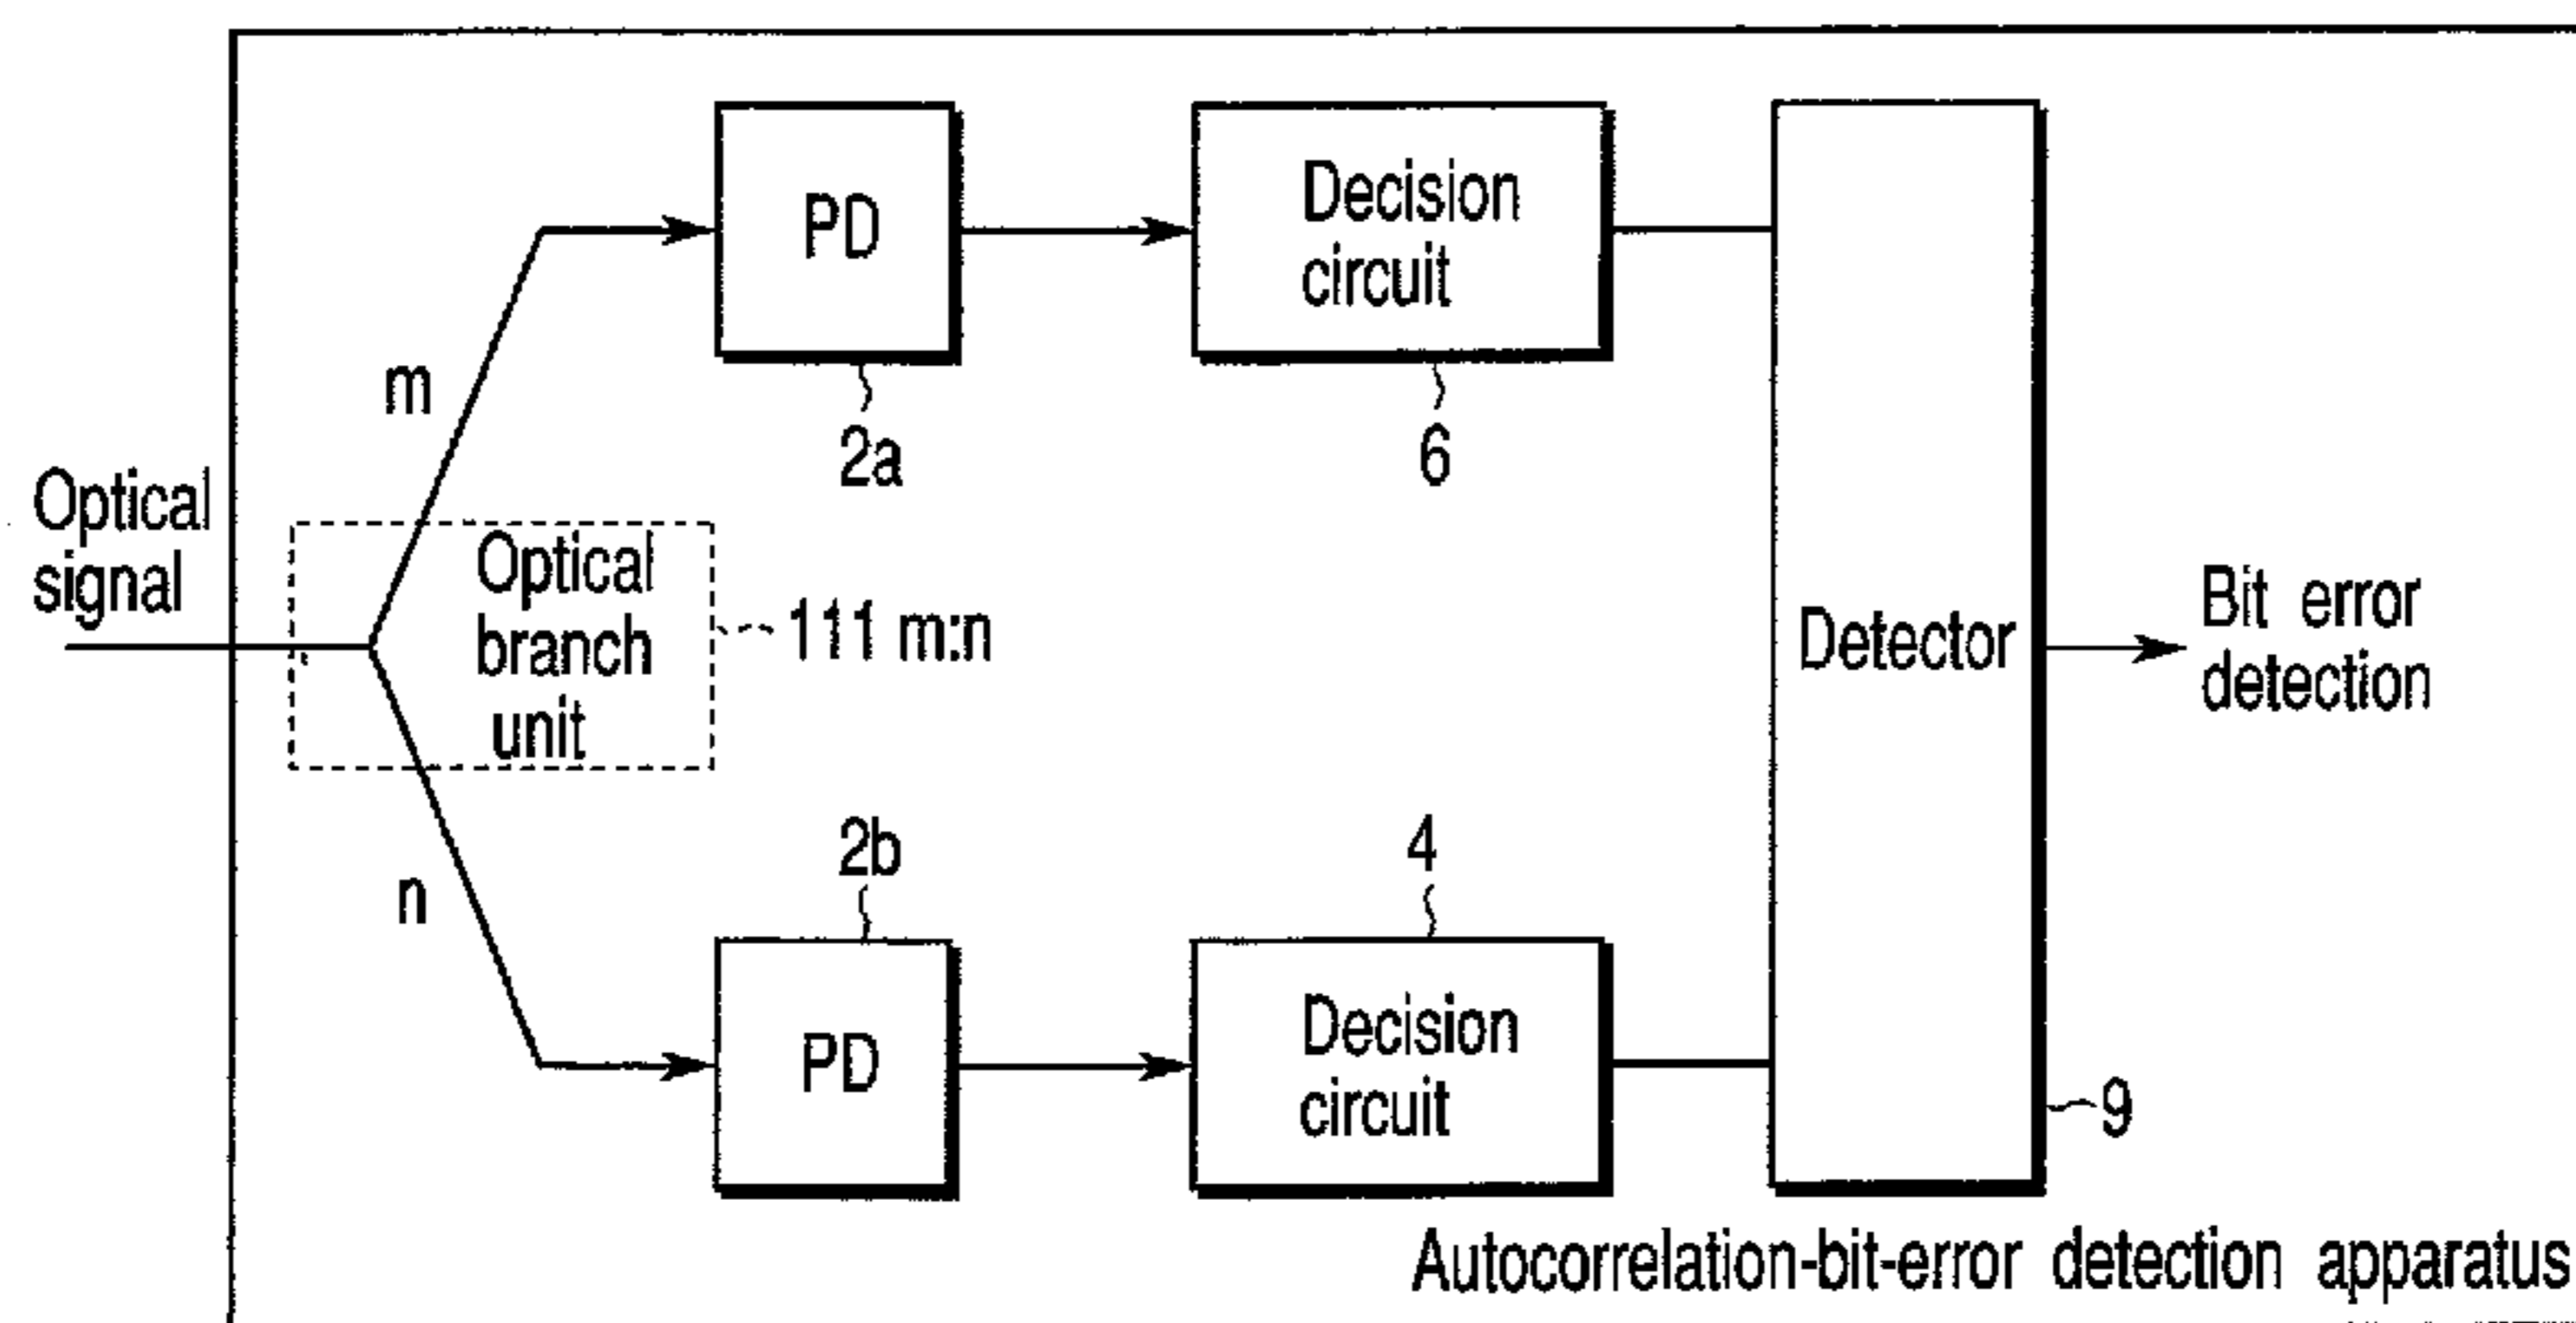 PD
Decision
circuit
m
2a
6
Optical
signal
Optical
branch
unit
111 m:n
Detector
Bit error
detection
n
2b
4
PD
Decision
circuit
9
Autocorrelation-bit-error detection apparatus